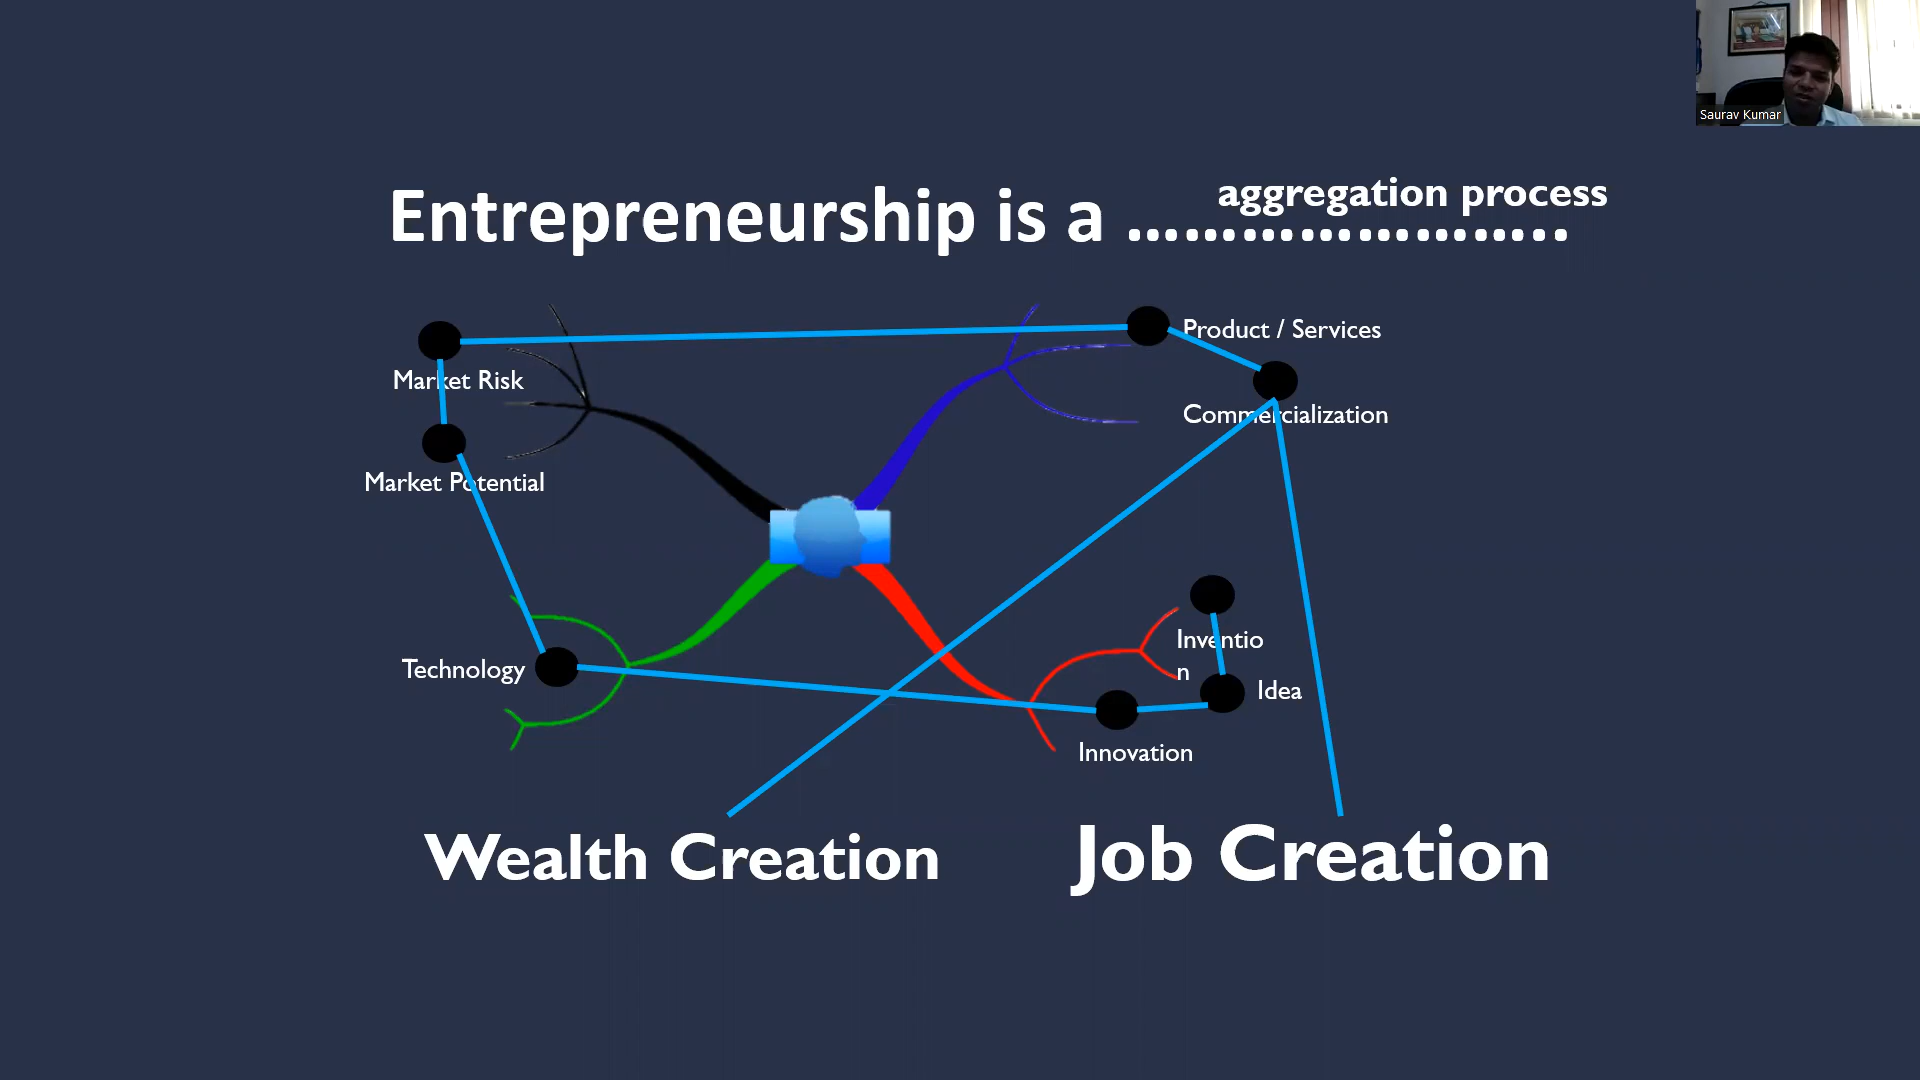 Saurav Kumar
aggregation process
Entrepreneurship is a …………………..
Product / Services
Market Risk
Commercialization
Market Potential
Inventio
n
Technology
Idea
Innovation
Wealth Creation
Job Creation